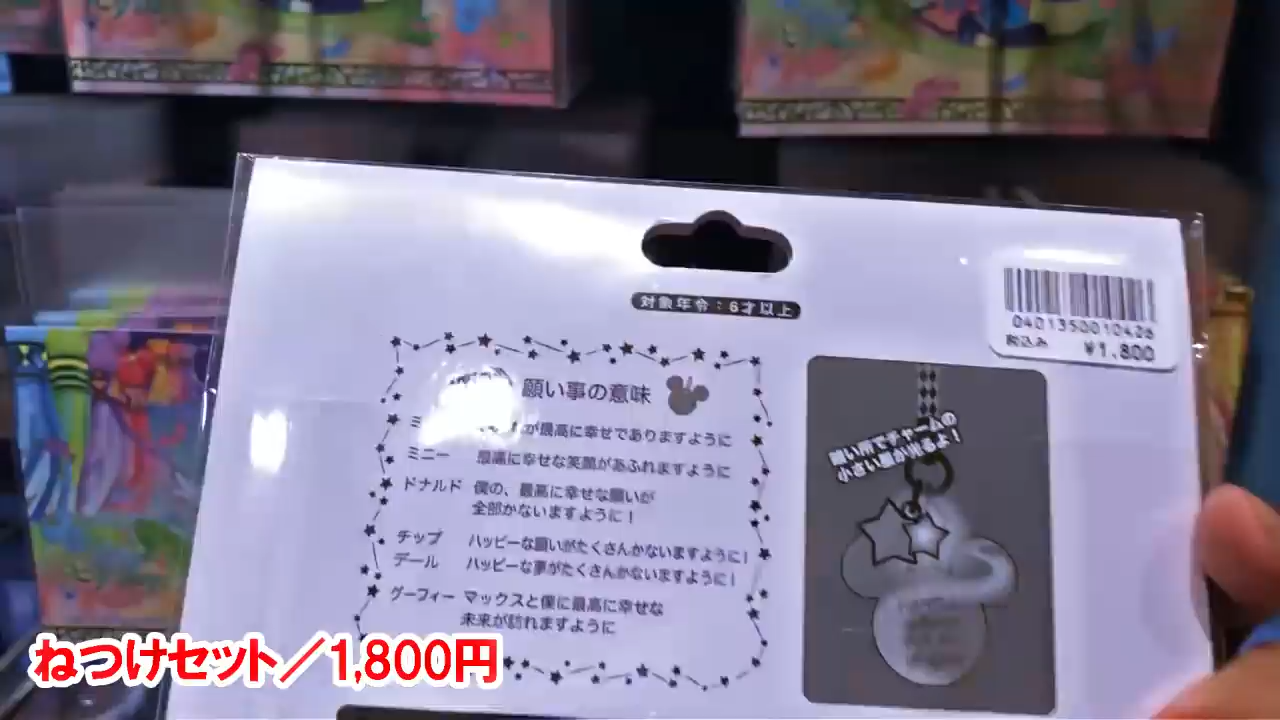 対象年令：6才以上
0401350010426
税込み ¥1,800
願い事の意味
が最高に幸せでありますように
ミニー 最高に幸せな笑顔があふれますように
ドナルド 僕の、最高に幸せな願いが
全部かないますように！
チップ ハッピーな願いがたくさんかないますように！
デール ハッピーな夢がたくさんかないますように！
グーフィー マックスと僕に最高に幸せな
未来が訪れますように
暗い所でチャームの
小さい星が光るよ！
ねつけセット／1,800円